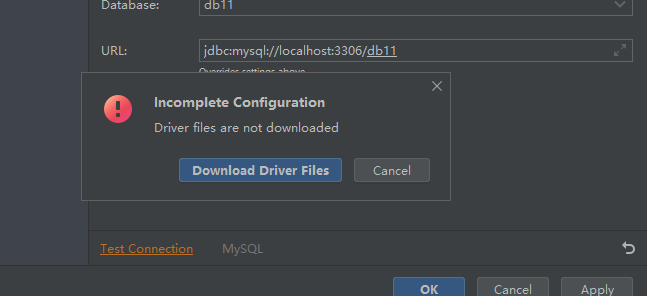 Database:
db11
URL:
jdbc:mysql://localhost:3306/db11
Overrides settings above
Incomplete Configuration
Driver files are not downloaded
Download Driver Files
Cancel
Test Connection
MySQL
OK
Cancel
Apply